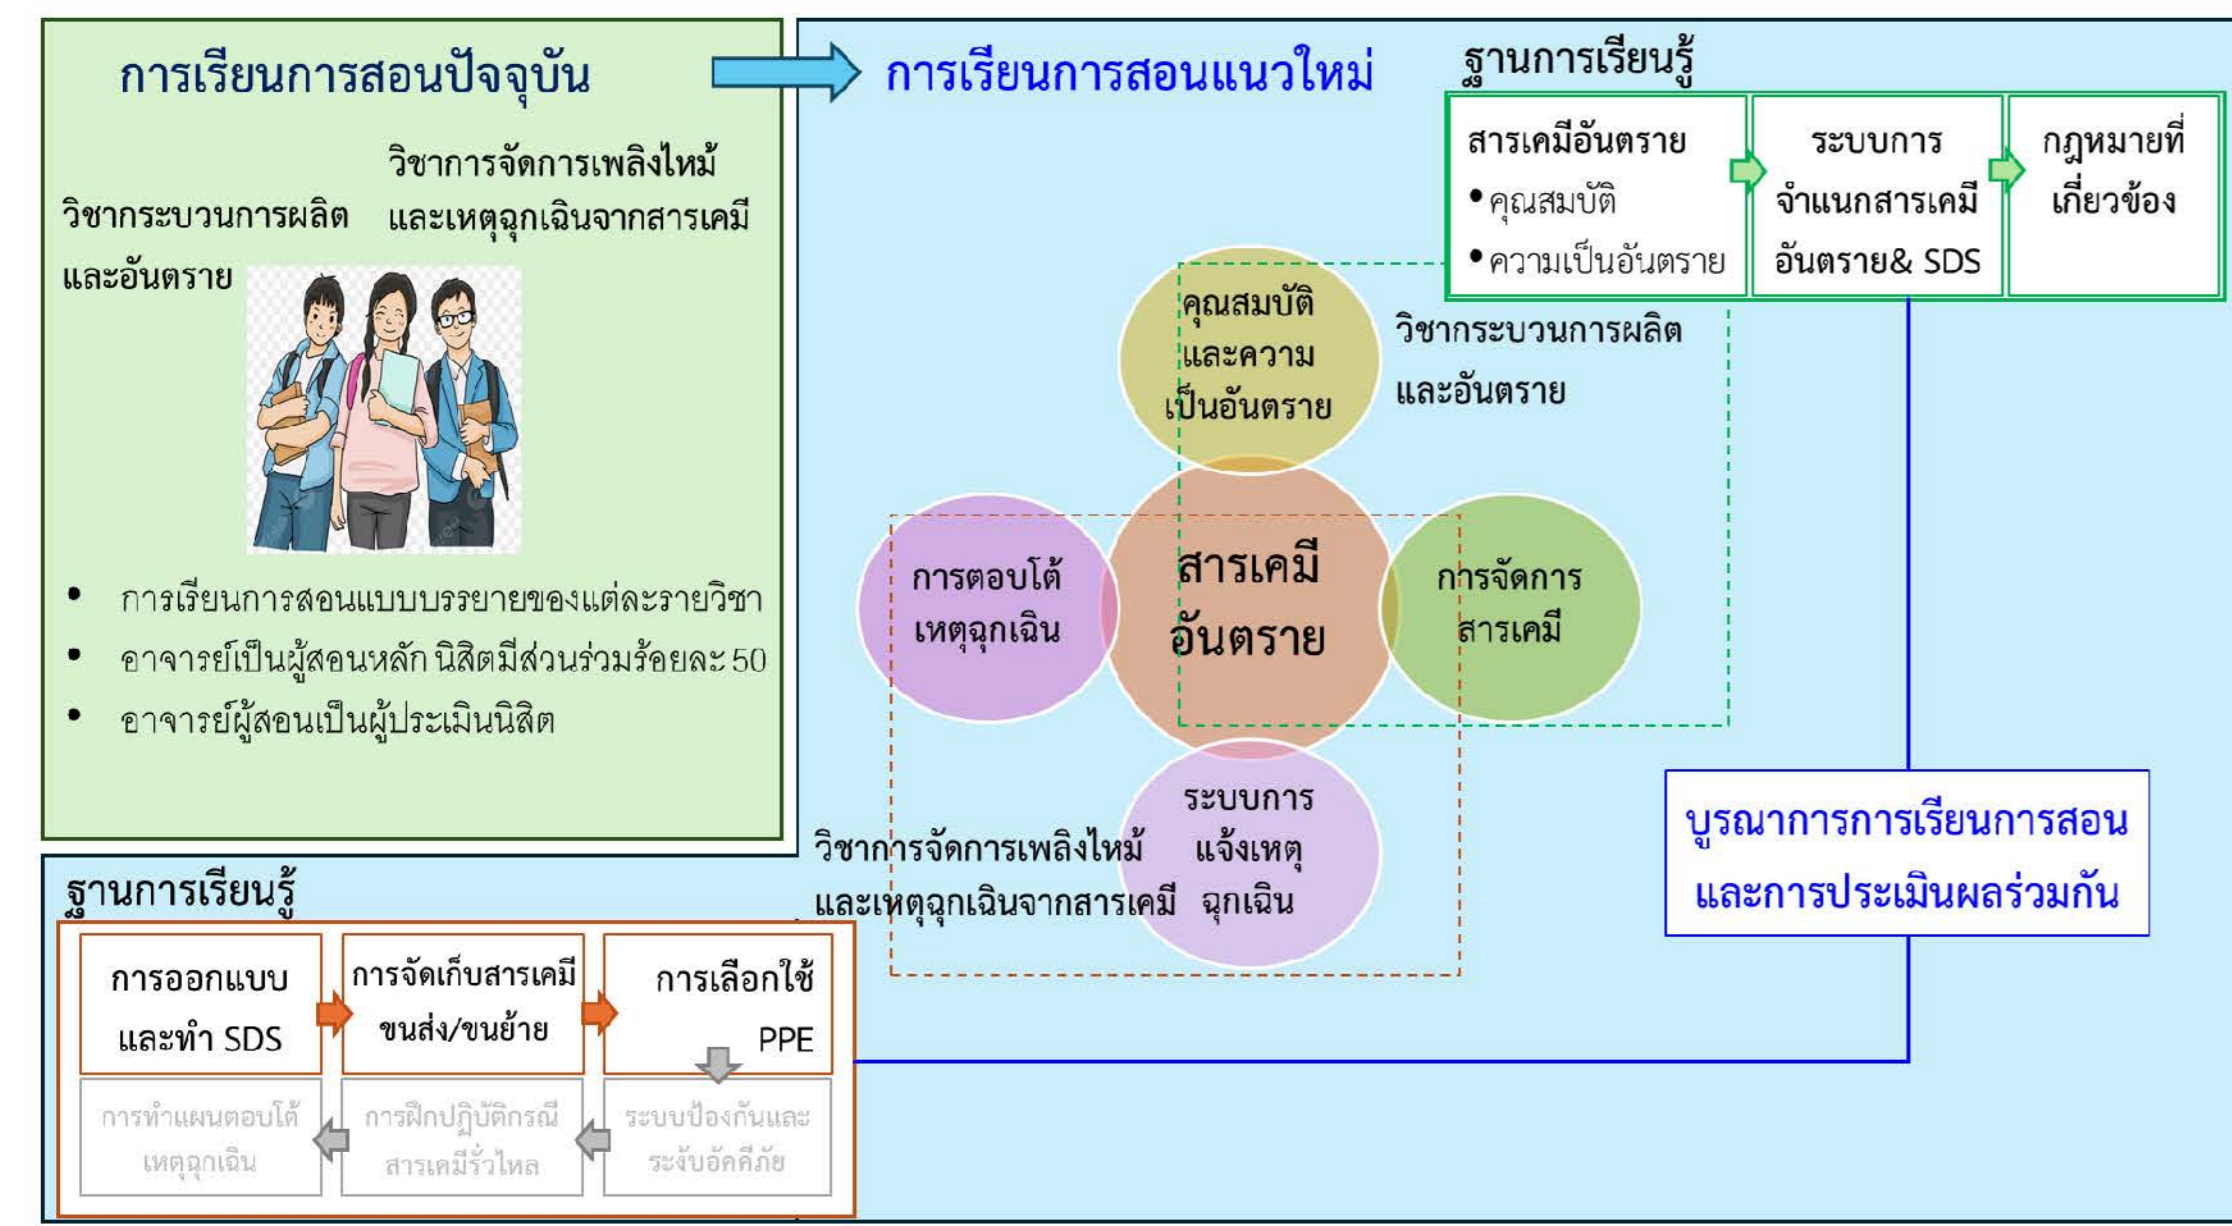 การเรียนการสอนปัจจุบัน
วิชากระบวนการผลิต
และอันตราย
วิชาการจัดการเพลิงไหม้
และเหตุฉุกเฉินจากสารเคมี
• การเรียนการสอนแบบบรรยายของแต่ละรายวิชา
• อาจารย์เป็นผู้สอนหลัก นิสิตมีส่วนร่วมร้อยละ 50
• อาจารย์ผู้สอนเป็นผู้ประเมินนิสิต
การเรียนการสอนแนวใหม่
ฐานการเรียนรู้
สารเคมีอันตราย
• คุณสมบัติ
• ความเป็นอันตราย
ระบบการ
จำแนกสารเคมี
อันตราย& SDS
กฎหมายที่
เกี่ยวข้อง
คุณสมบัติ
และความ
เป็นอันตราย
วิชากระบวนการผลิต
และอันตราย
การตอบโต้
เหตุฉุกเฉิน
สารเคมี
อันตราย
การจัดการ
สารเคมี
ระบบการ
แจ้งเหตุ
ฉุกเฉิน
วิชาการจัดการเพลิงไหม้
และเหตุฉุกเฉินจากสารเคมี
บูรณาการการเรียนการสอน
และการประเมินผลร่วมกัน
ฐานการเรียนรู้
การออกแบบ
และทำ SDS
การจัดเก็บสารเคมี
ขนส่ง/ขนย้าย
การเลือกใช้
PPE
การทำแผนตอบโต้
เหตุฉุกเฉิน
การฝึกปฏิบัติกรณี
สารเคมีรั่วไหล
ระบบป้องกันและ
ระงับอัคคีภัย